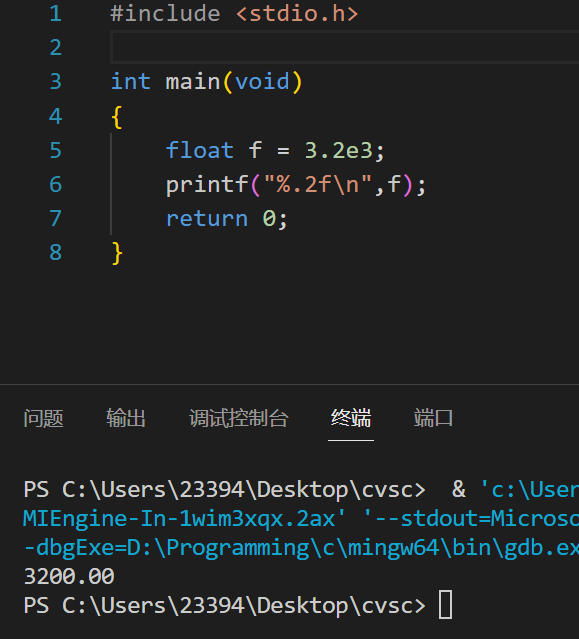 1 #include <stdio.h>
2
3 int main(void)
4 {
5     float f = 3.2e3;
6     printf("%.2f\n",f);
7     return 0;
8 }
问题 输出 调试控制台 终端 端口
PS C:\Users\23394\Desktop\cvsc>  & 'c:\User
MIEngine-In-1wim3xqx.2ax' '--stdout=Microso
-dbgExe=D:\Programming\c\mingw64\bin\gdb.ex
3200.00
PS C:\Users\23394\Desktop\cvsc>